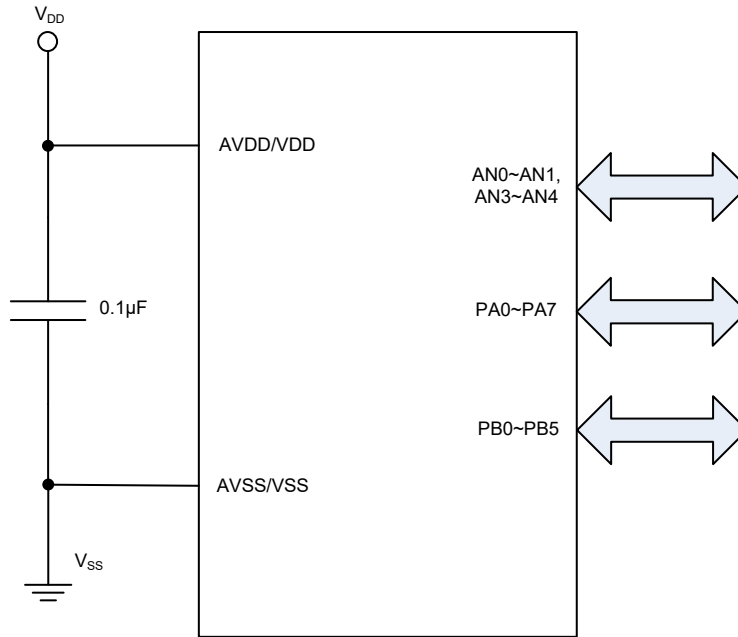 VDD
AVDD/VDD
AN0~AN1,
AN3~AN4
0.1µF
PA0~PA7
PB0~PB5
AVSS/VSS
VSS